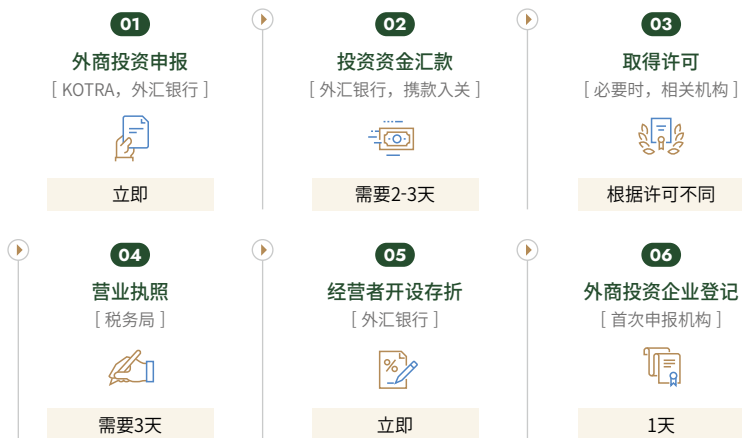 01
外商投资申报
[ KOTRA，外汇银行 ]
立即
02
投资资金汇款
[ 外汇银行，携款入关 ]
需要2-3天
03
取得许可
[ 必要时，相关机构 ]
根据许可不同
04
营业执照
[ 税务局 ]
需要3天
05
经营者开设存折
[ 外汇银行 ]
%
立即
06
外商投资企业登记
[ 首次申报机构 ]
1天